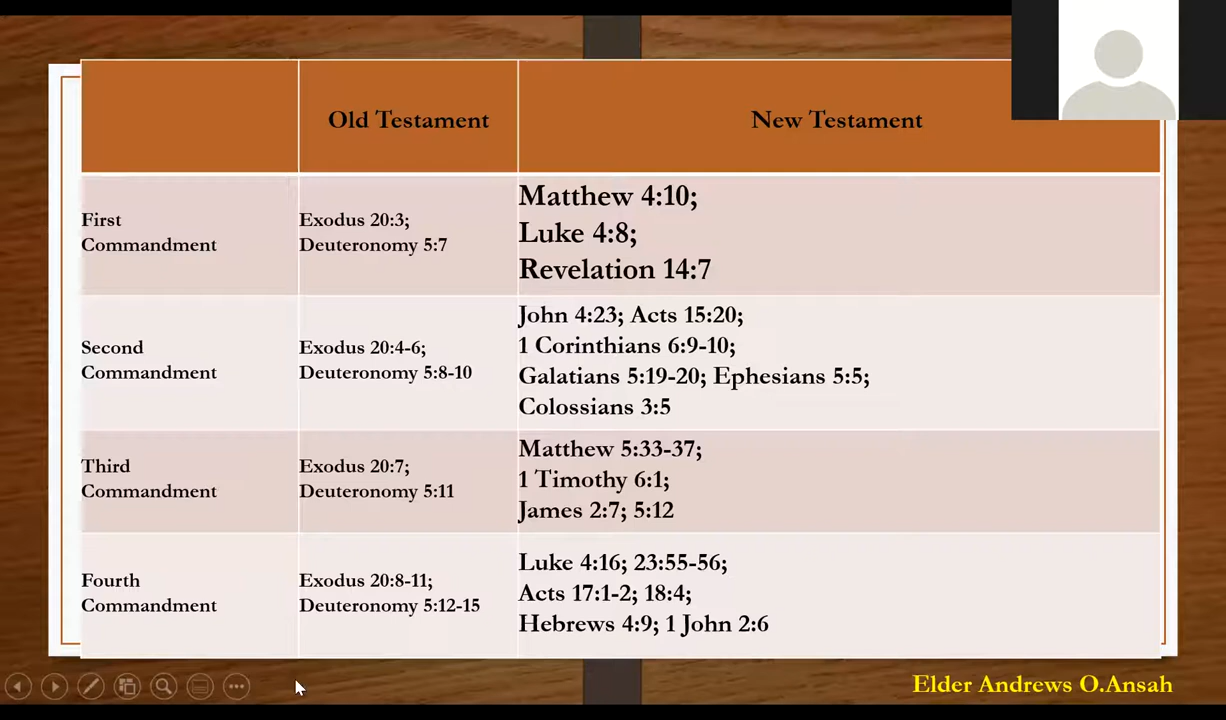 Old Testament
New Testament
First
Commandment
Exodus 20:3;
Deuteronomy 5:7
Matthew 4:10;
Luke 4:8;
Revelation 14:7
Second
Commandment
Exodus 20:4-6;
Deuteronomy 5:8-10
John 4:23; Acts 15:20;
1 Corinthians 6:9-10;
Galatians 5:19-20; Ephesians 5:5;
Colossians 3:5
Third
Commandment
Exodus 20:7;
Deuteronomy 5:11
Matthew 5:33-37;
1 Timothy 6:1;
James 2:7; 5:12
Fourth
Commandment
Exodus 20:8-11;
Deuteronomy 5:12-15
Luke 4:16; 23:55-56;
Acts 17:1-2; 18:4;
Hebrews 4:9; 1 John 2:6
Elder Andrews O.Ansah